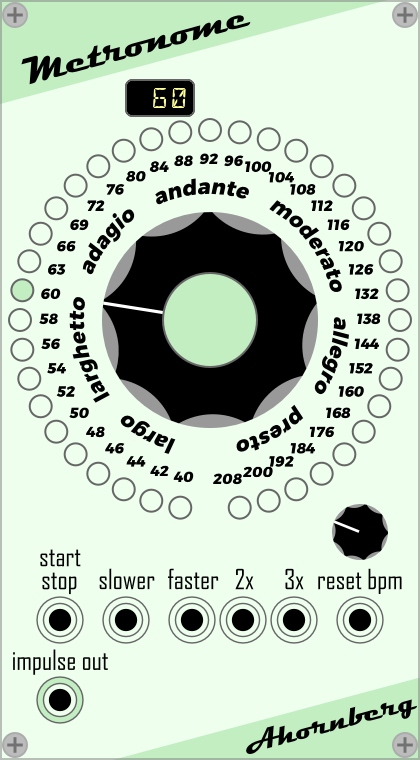 Metronome
60
92
88 96
84 100
80 104
76 108
72 112
69 116
66 120
63 126
60 132
58 138
56 144
54 152
52 160
50 168
48 176
46 184
44 192
42 200
40 208
andante
adagio moderato
larghetto allegro
largo presto
start
stop slower faster 2x 3x reset bpm
impulse out
Ahornberg